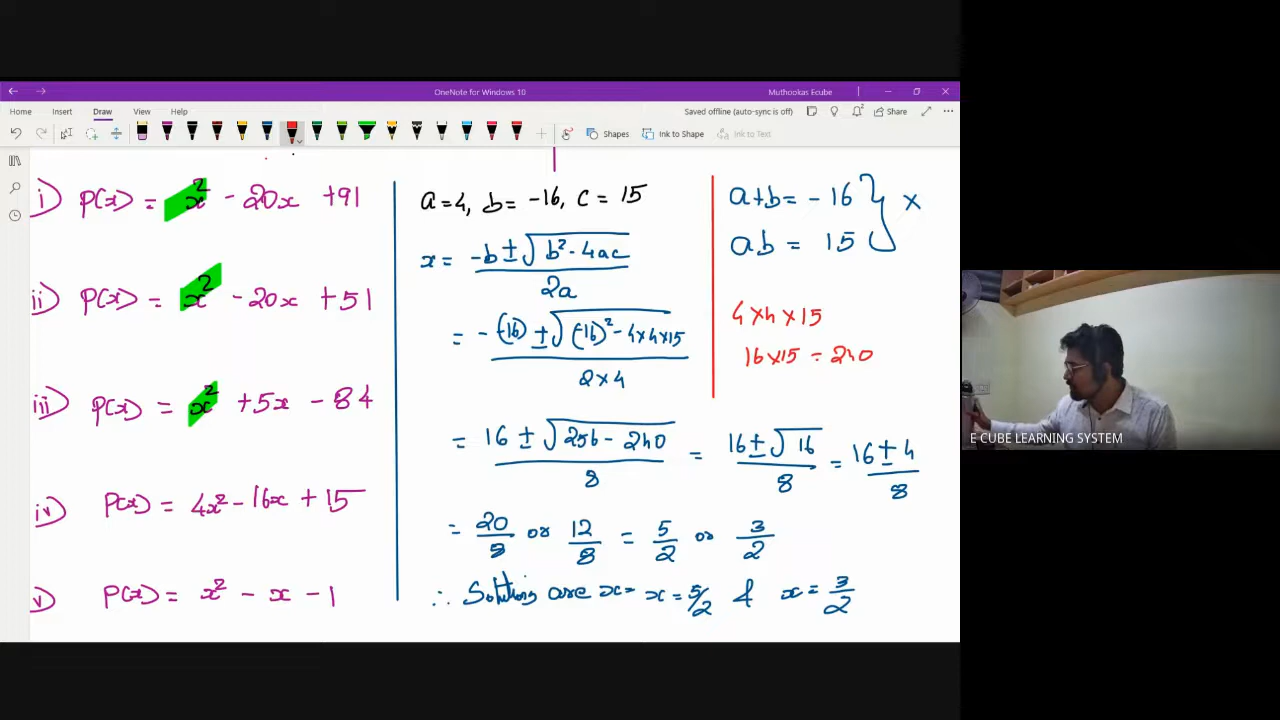 OneNote for Windows 10
Muthookas Ecube
Home Insert Draw View Help
Saved offline (auto-sync is off) Share
Shapes Ink to Shape Ink to Text
i) P(x) = x² - 20x + 91
ii) P(x) = x² - 20x + 51
iii) P(x) = x² + 5x - 84
iv) P(x) = 4x² - 16x + 15
v) P(x) = x² - x - 1
a = 4, b = -16, c = 15
x = (-b ± √(b² - 4ac)) / 2a
= (-(-16) ± √((-16)² - 4×4×15)) / (2×4)
= (16 ± √(256 - 240)) / 8 = (16 ± √16) / 8 = (16 ± 4) / 8
= 20/8 or 12/8 = 5/2 or 3/2
∴ Solutions are x = x = 5/2 & x = 3/2
a + b = -16 } ×
ab = 15
4 × 4 × 15
16 × 15 = 240
E CUBE LEARNING SYSTEM